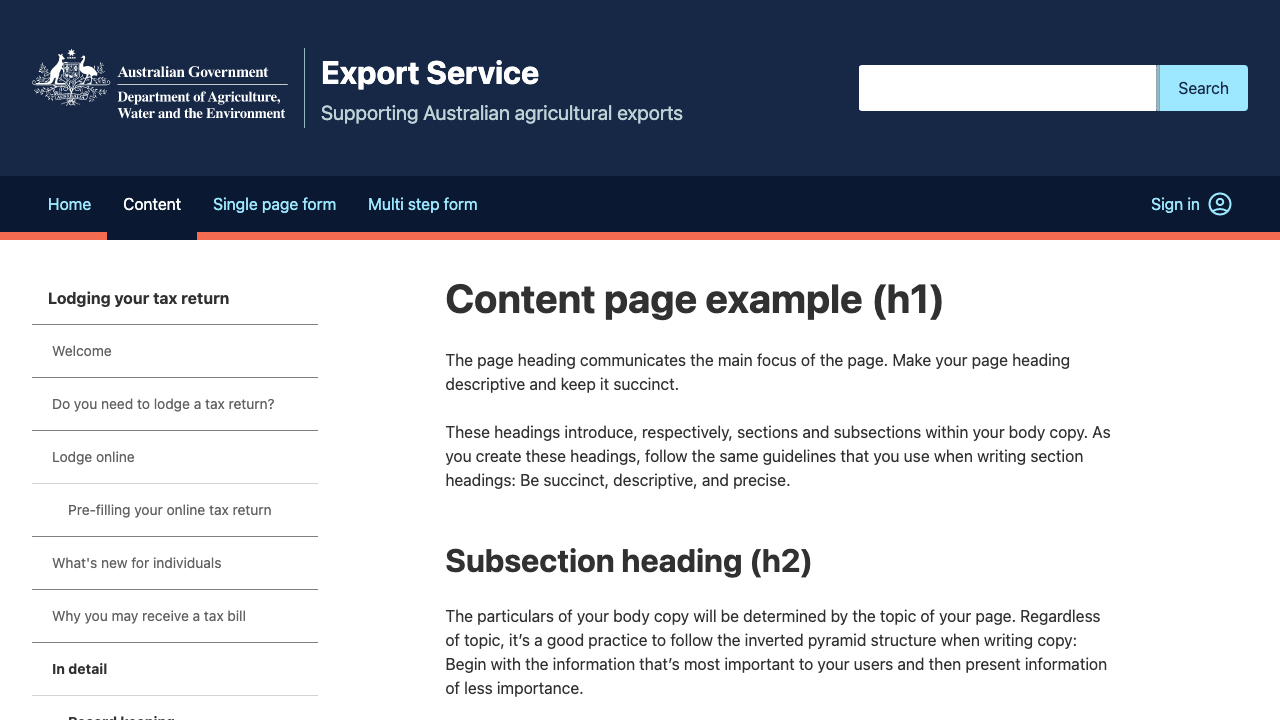 Australian Government
Department of Agriculture,
Water and the Environment
Export Service
Supporting Australian agricultural exports
Search
Home
Content
Single page form
Multi step form
Sign in
Lodging your tax return
Welcome
Do you need to lodge a tax return?
Lodge online
Pre-filling your online tax return
What's new for individuals
Why you may receive a tax bill
In detail
Record keeping
Content page example (h1)
The page heading communicates the main focus of the page. Make your page heading
descriptive and keep it succinct.
These headings introduce, respectively, sections and subsections within your body copy. As
you create these headings, follow the same guidelines that you use when writing section
headings: Be succinct, descriptive, and precise.
Subsection heading (h2)
The particulars of your body copy will be determined by the topic of your page. Regardless
of topic, it’s a good practice to follow the inverted pyramid structure when writing copy:
Begin with the information that’s most important to your users and then present information
of less importance.